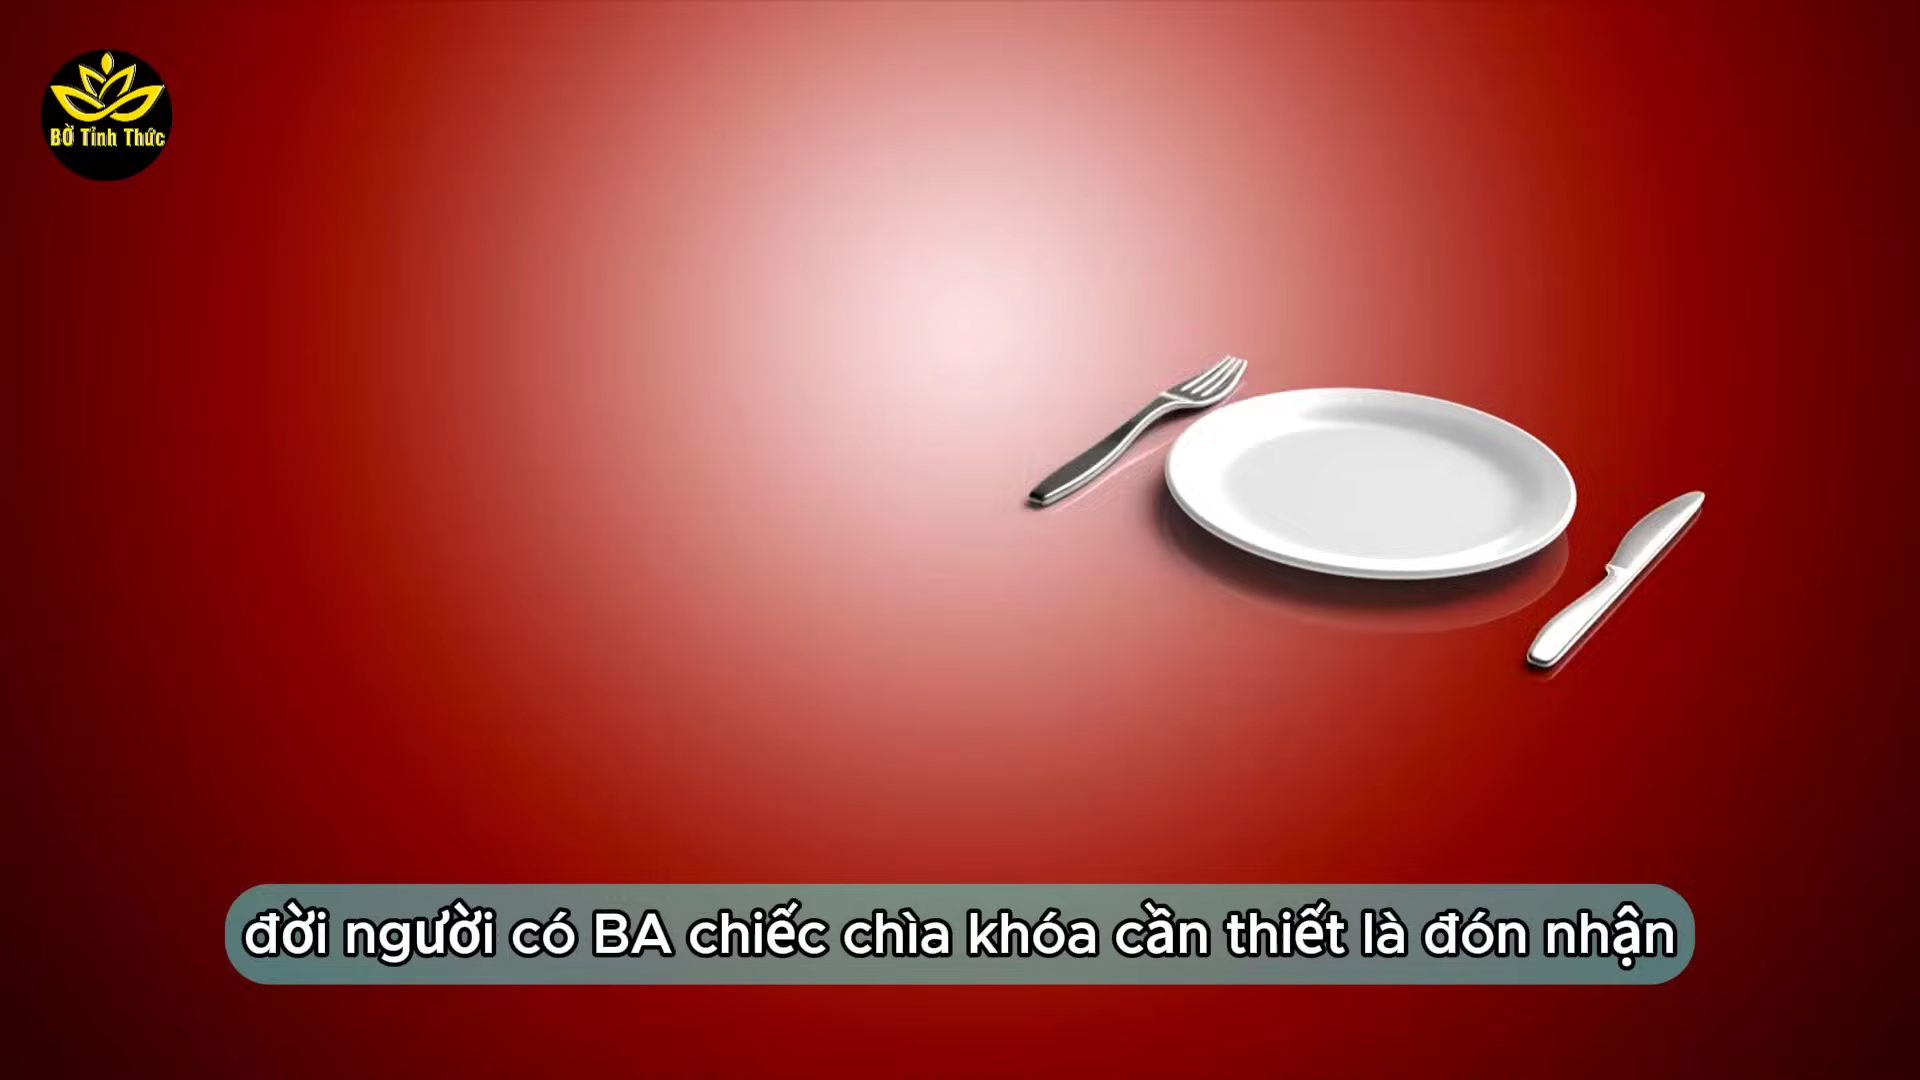 BỜ Tỉnh Thức
đời người có BA chiếc chìa khóa cần thiết là đón nhận